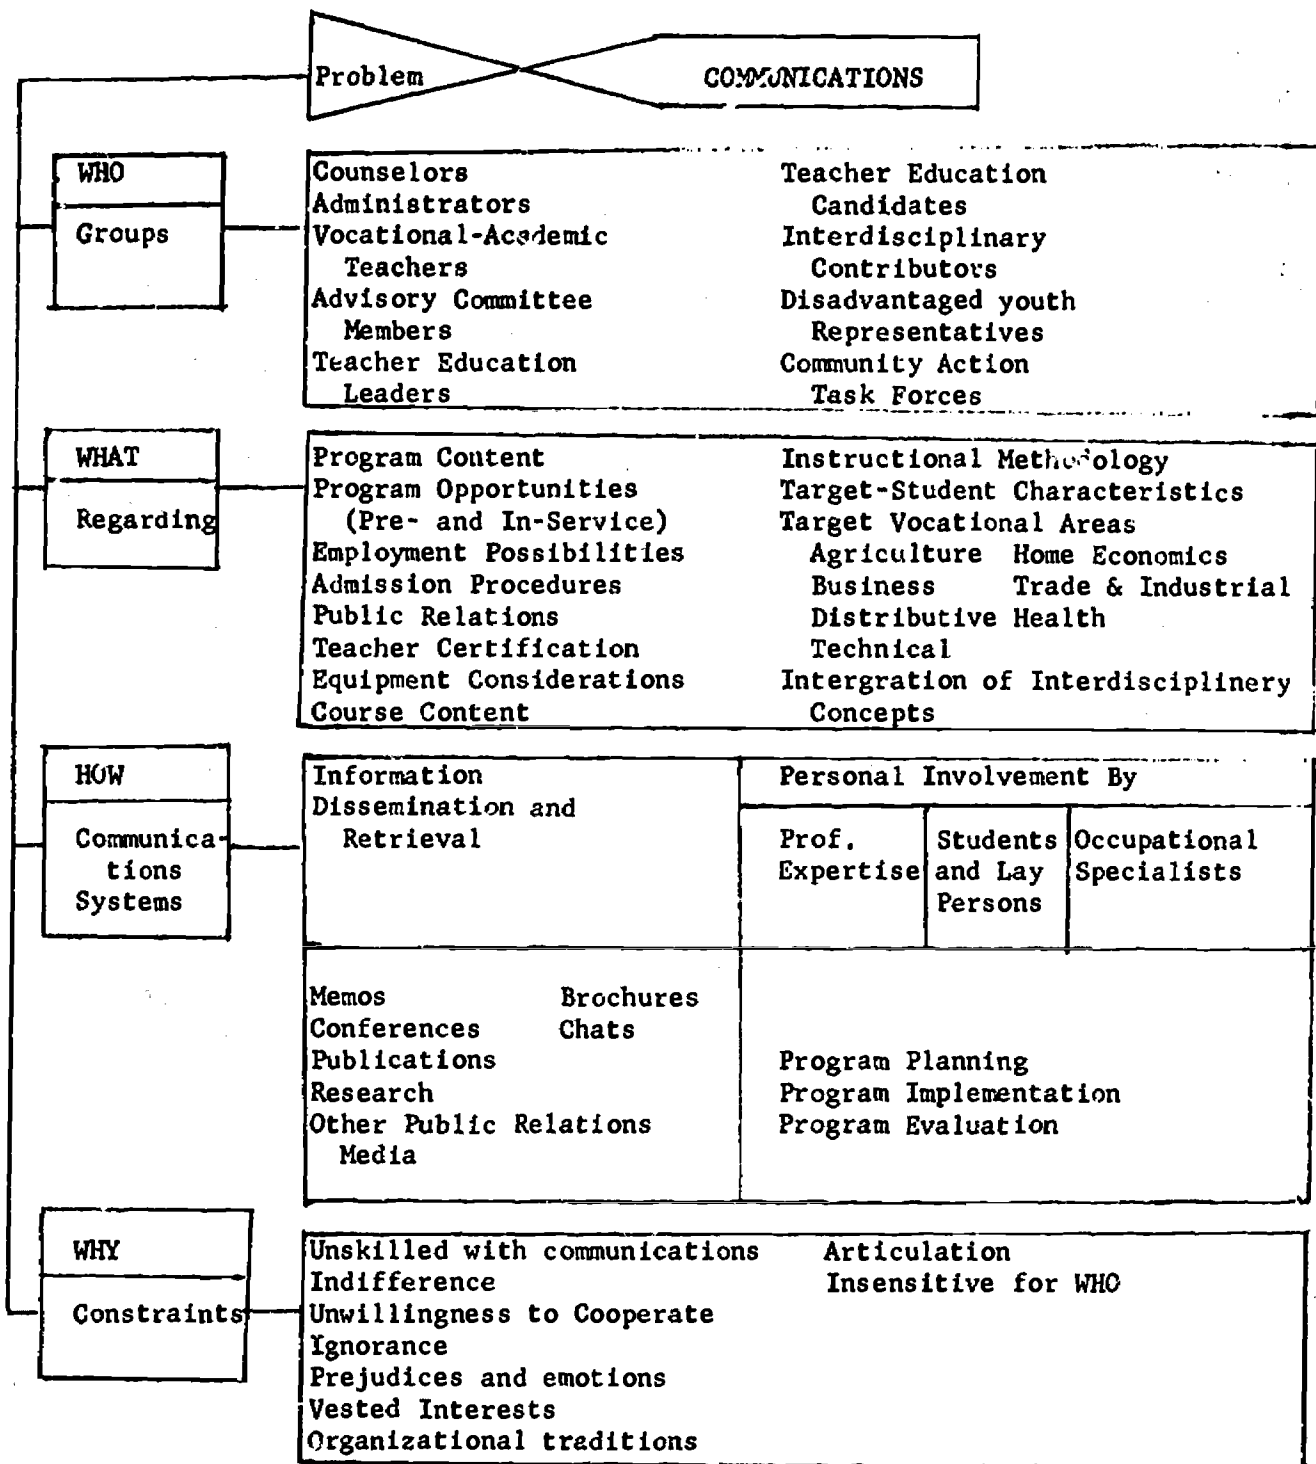 Problem
COMMUNICATIONS
WHO
Groups
Counselors
Administrators
Vocational-Academic
Teachers
Advisory Committee
Members
Teacher Education
Leaders
Teacher Education
Candidates
Interdisciplinary
Contributors
Disadvantaged youth
Representatives
Community Action
Task Forces
WHAT
Regarding
Program Content
Program Opportunities
(Pre- and In-Service)
Employment Possibilities
Admission Procedures
Public Relations
Teacher Certification
Equipment Considerations
Course Content
Instructional Methodology
Target-Student Characteristics
Target Vocational Areas
Agriculture Home Economics
Business Trade & Industrial
Distributive Health
Technical
Intergration of Interdisciplinery
Concepts
HOW
Communica-
tions
Systems
Information
Dissemination and
Retrieval
Personal Involvement By
Prof.
Expertise
Students
and Lay
Persons
Occupational
Specialists
Memos Brochures
Conferences Chats
Publications
Research
Other Public Relations
Media
Program Planning
Program Implementation
Program Evaluation
WHY
Constraints
Unskilled with communications
Indifference
Unwillingness to Cooperate
Ignorance
Prejudices and emotions
Vested Interests
Organizational traditions
Articulation
Insensitive for WHO